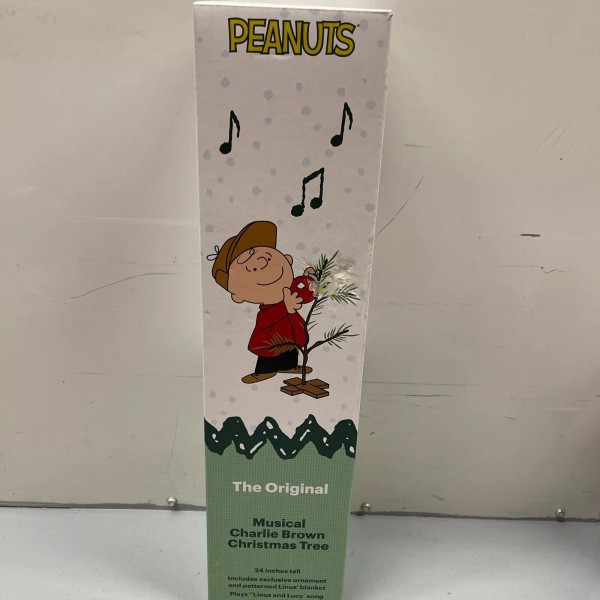 PEANUTS
The Original
Musical
Charlie Brown
Christmas Tree
24 inches tall
Includes exclusive ornament
and patterned Linus' blanket
Plays "Linus and Lucy" song